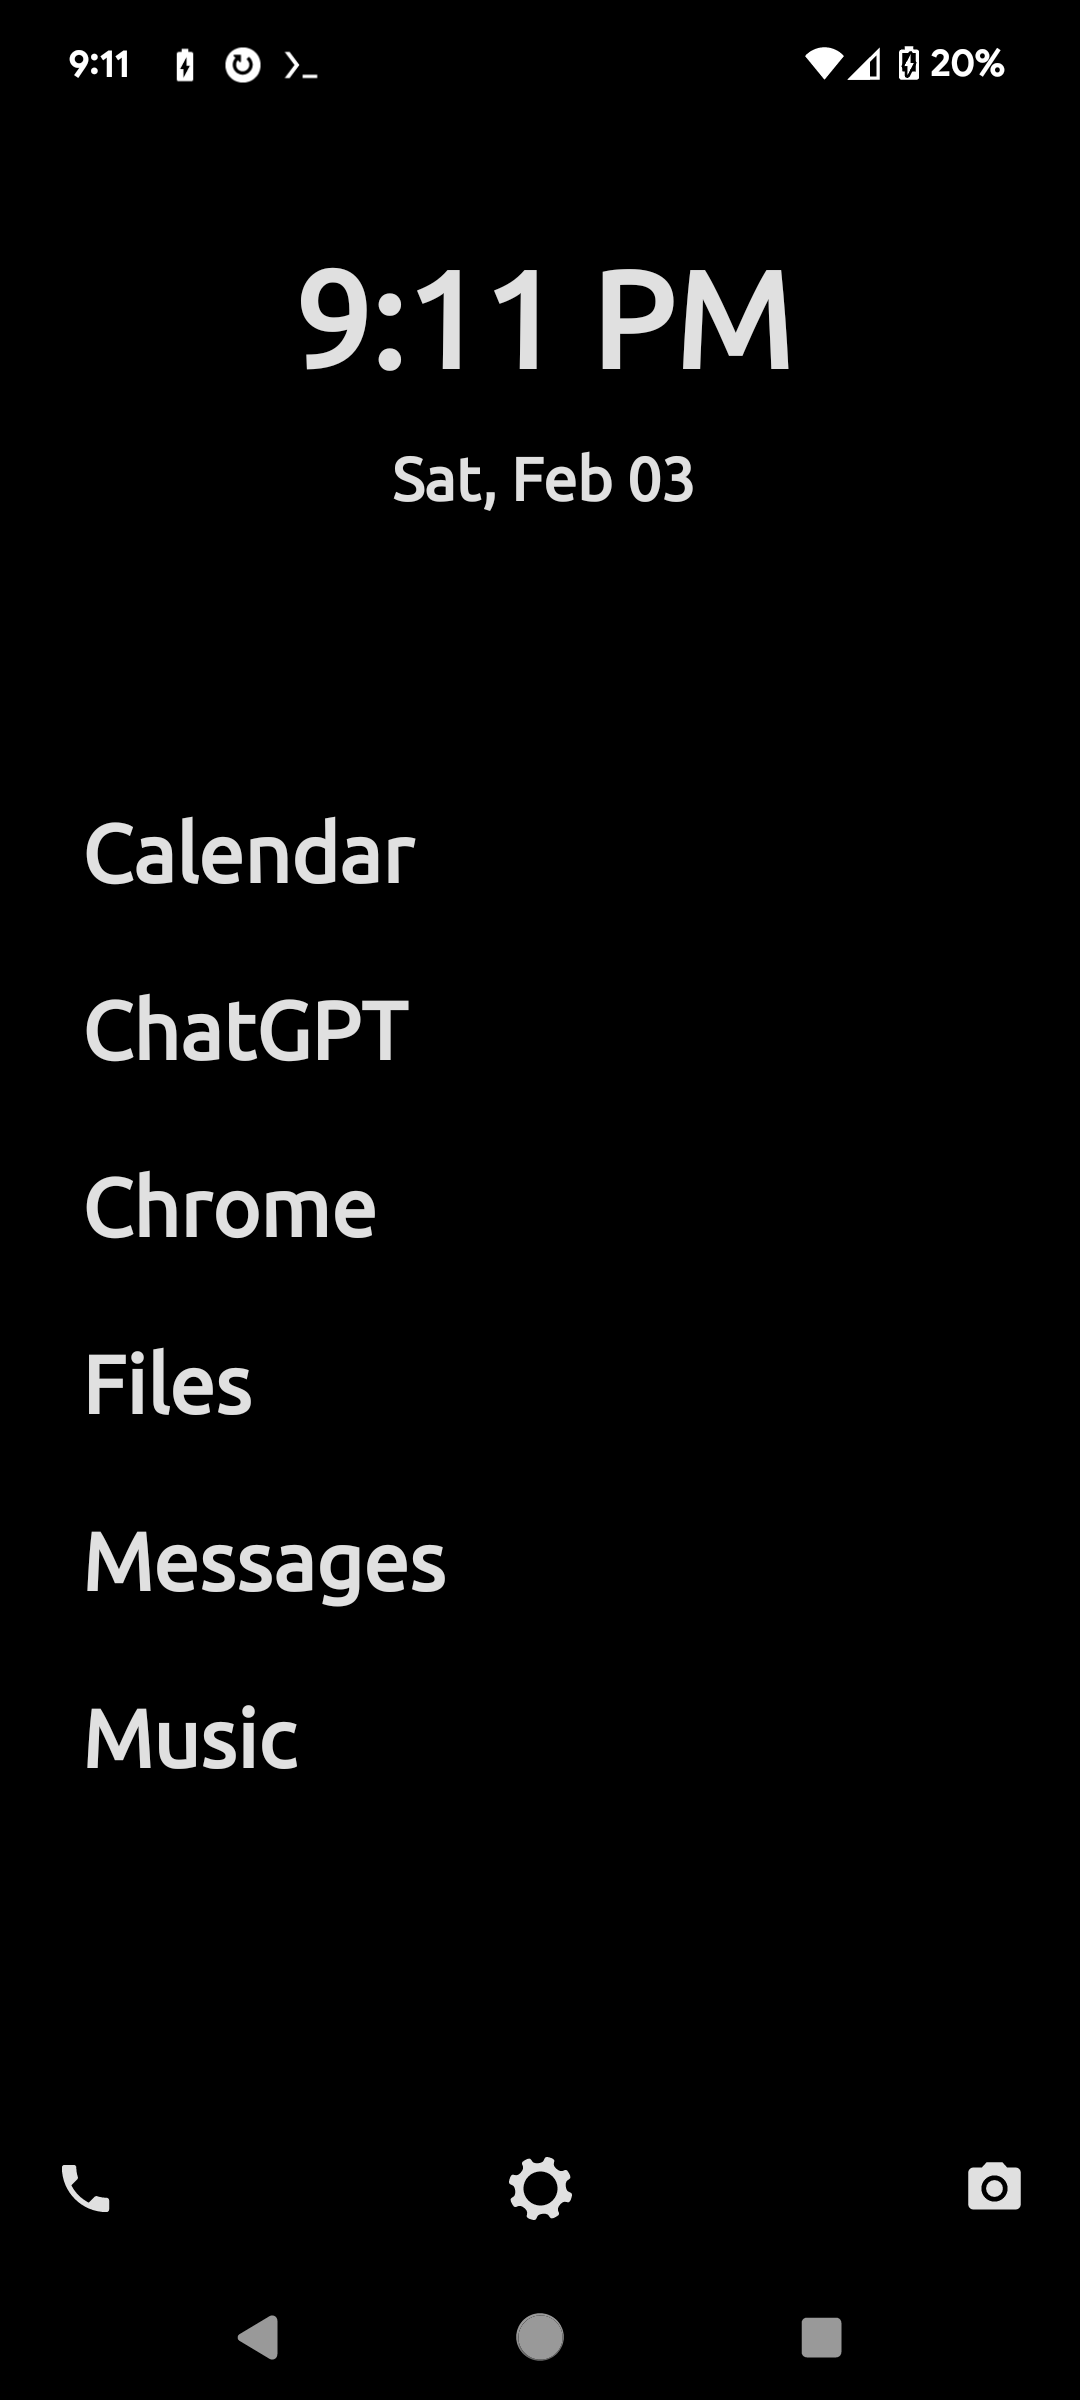 9:11 20%
9:11 PM
Sat, Feb 03
Calendar
ChatGPT
Chrome
Files
Messages
Music